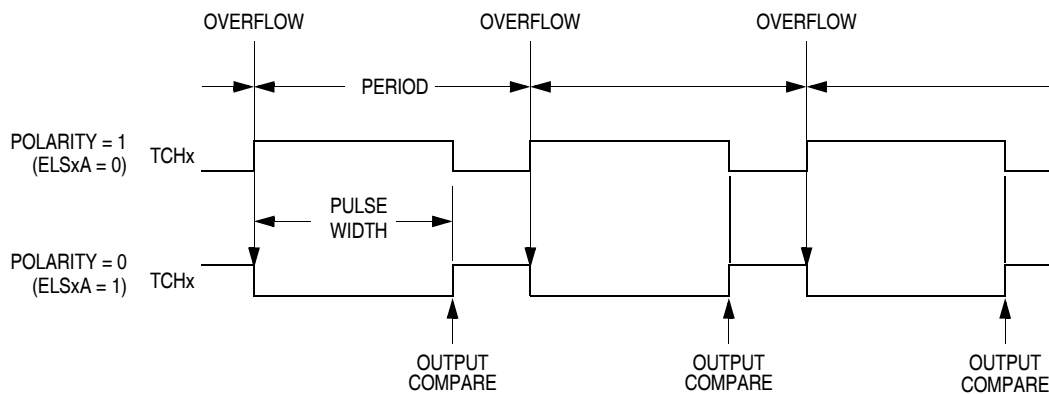 OVERFLOW OVERFLOW OVERFLOW
PERIOD
POLARITY = 1
(ELSxA = 0)
TCHx
PULSE
WIDTH
POLARITY = 0
(ELSxA = 1)
TCHx
OUTPUT
COMPARE
OUTPUT
COMPARE
OUTPUT
COMPARE